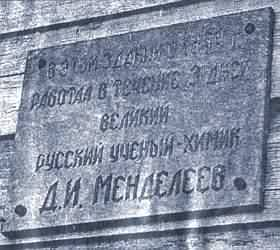 В ЭТОМ ЗДАНИИ В
РАБОТАЛ В ТЕЧЕНИЕ 3 ДНЕЙ
ВЕЛИКИЙ
РУССКИЙ УЧЕНЫЙ-ХИМИК
Д.И. МЕНДЕЛЕЕВ